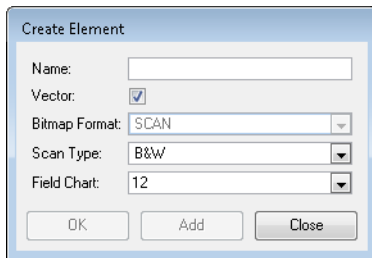 Create Element
Name:
Vector:
Bitmap Format: SCAN
Scan Type: B&W
Field Chart: 12
OK Add Close